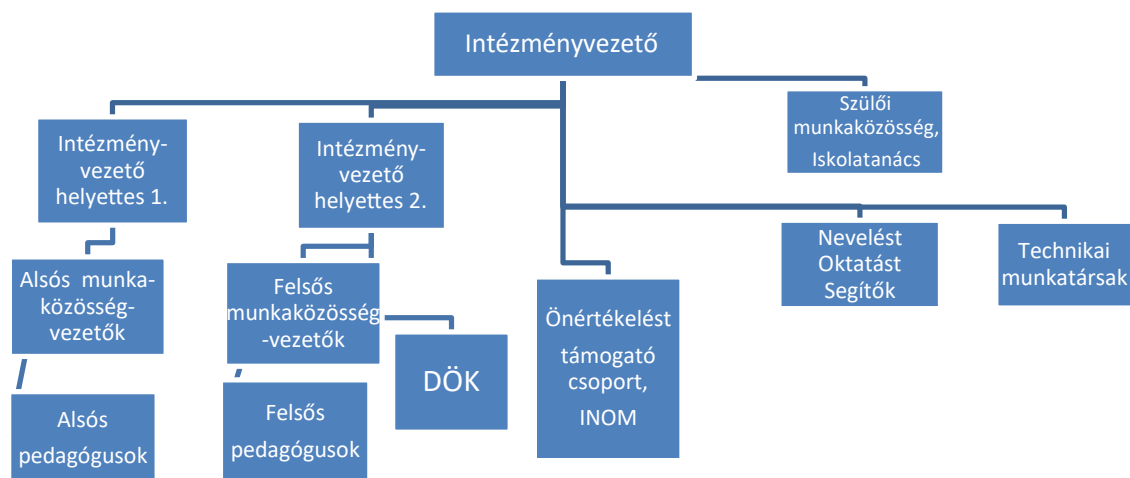 Intézményvezető
Szülői
munkaközösség,
Iskolatanács
Intézmény-
vezető
helyettes 1.
Intézmény-
vezető
helyettes 2.
Nevelést
Oktatást
Segítők
Technikai
munkatársak
Alsós munka-
közösség-
vezetők
Felsős
munkaközösség
-vezetők
Önértékelést
támogató
csoport,
INOM
DÖK
Alsós
pedagógusok
Felsős
pedagógusok